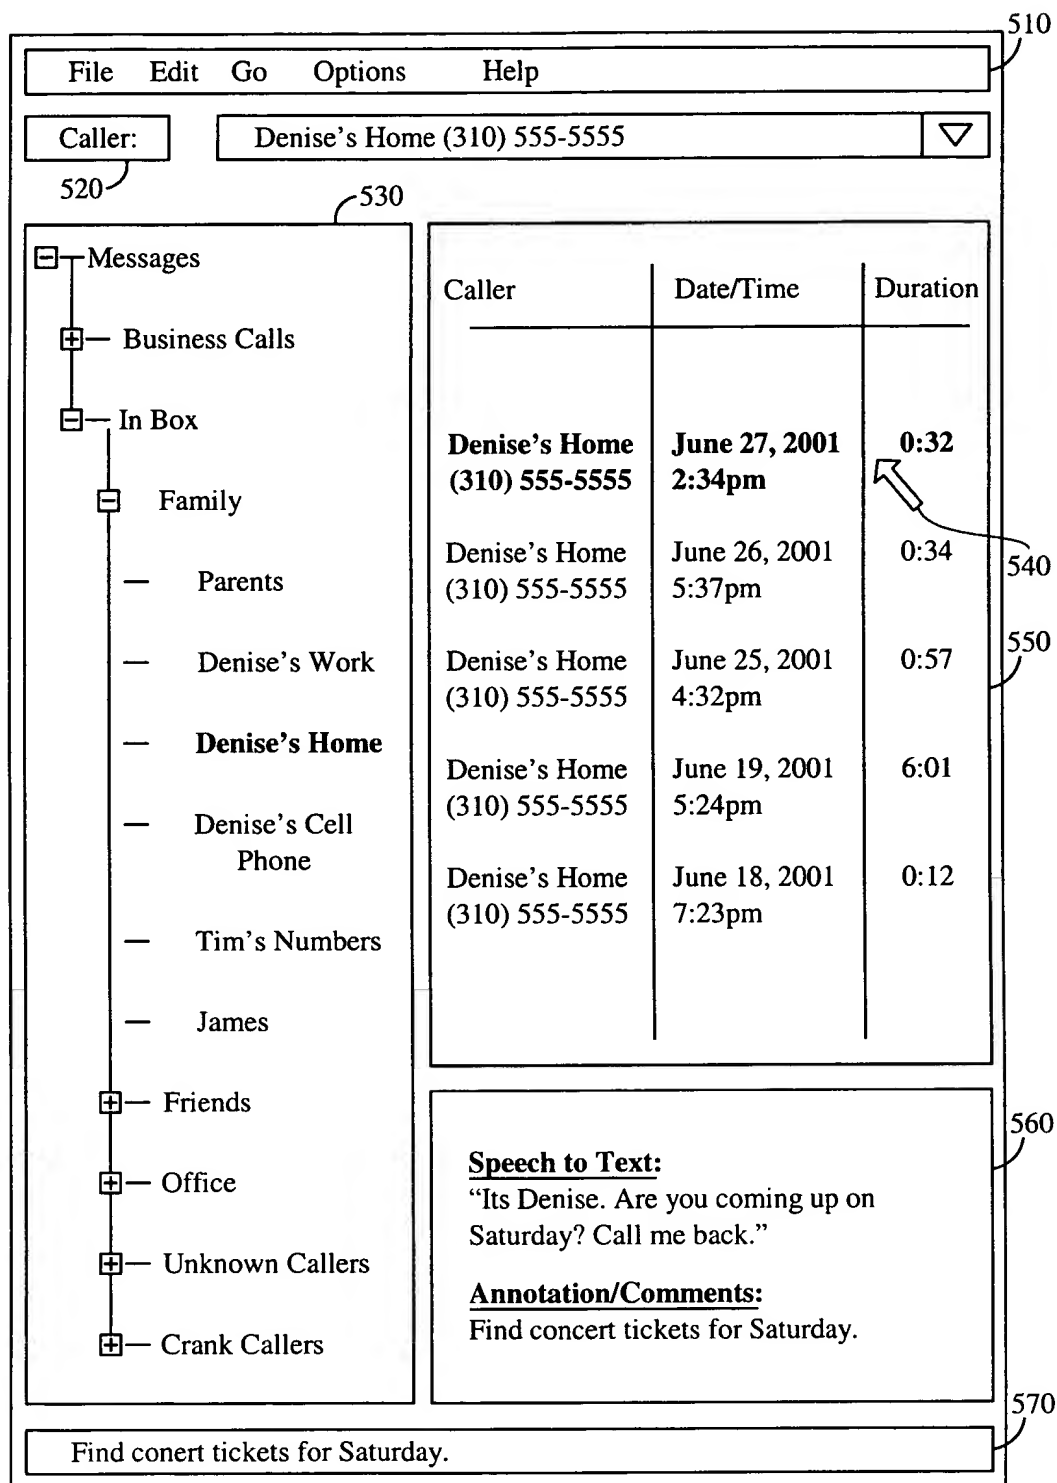 510
File Edit Go Options Help
Caller: Denise's Home (310) 555-5555
520
530
Messages
Business Calls
In Box
Family
Parents
Denise's Work
Denise's Home
Denise's Cell
Phone
Tim's Numbers
James
Friends
Office
Unknown Callers
Crank Callers
Caller Date/Time Duration
Denise's Home June 27, 2001 0:32
(310) 555-5555 2:34pm
540
Denise's Home June 26, 2001 0:34
(310) 555-5555 5:37pm
550
Denise's Home June 25, 2001 0:57
(310) 555-5555 4:32pm
Denise's Home June 19, 2001 6:01
(310) 555-5555 5:24pm
Denise's Home June 18, 2001 0:12
(310) 555-5555 7:23pm
560
Speech to Text:
“Its Denise. Are you coming up on
Saturday? Call me back.”
Annotation/Comments:
Find concert tickets for Saturday.
570
Find conert tickets for Saturday.